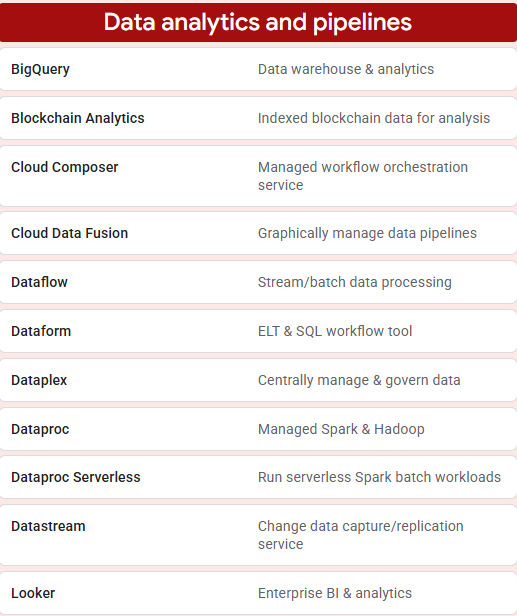 Data analytics and pipelines
BigQuery
Data warehouse & analytics
Blockchain Analytics
Indexed blockchain data for analysis
Cloud Composer
Managed workflow orchestration
service
Cloud Data Fusion
Graphically manage data pipelines
Dataflow
Stream/batch data processing
Dataform
ELT & SQL workflow tool
Dataplex
Centrally manage & govern data
Dataproc
Managed Spark & Hadoop
Dataproc Serverless
Run serverless Spark batch workloads
Datastream
Change data capture/replication
service
Looker
Enterprise BI & analytics